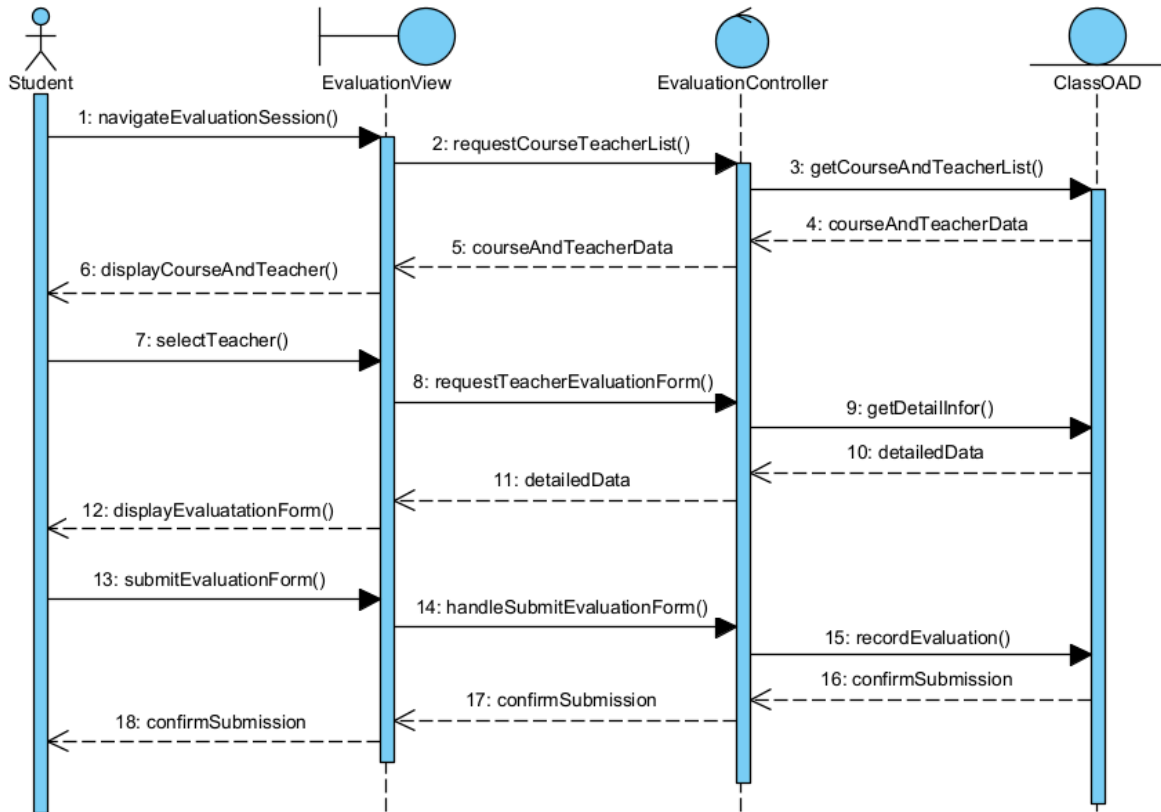 Student
EvaluationView
EvaluationController
ClassOAD
1: navigateEvaluationSession()
2: requestCourseTeacherList()
3: getCourseAndTeacherList()
4: courseAndTeacherData
5: courseAndTeacherData
6: displayCourseAndTeacher()
7: selectTeacher()
8: requestTeacherEvaluationForm()
9: getDetailInfor()
10: detailedData
11: detailedData
12: displayEvaluatationForm()
13: submitEvaluationForm()
14: handleSubmitEvaluationForm()
15: recordEvaluation()
16: confirmSubmission
17: confirmSubmission
18: confirmSubmission